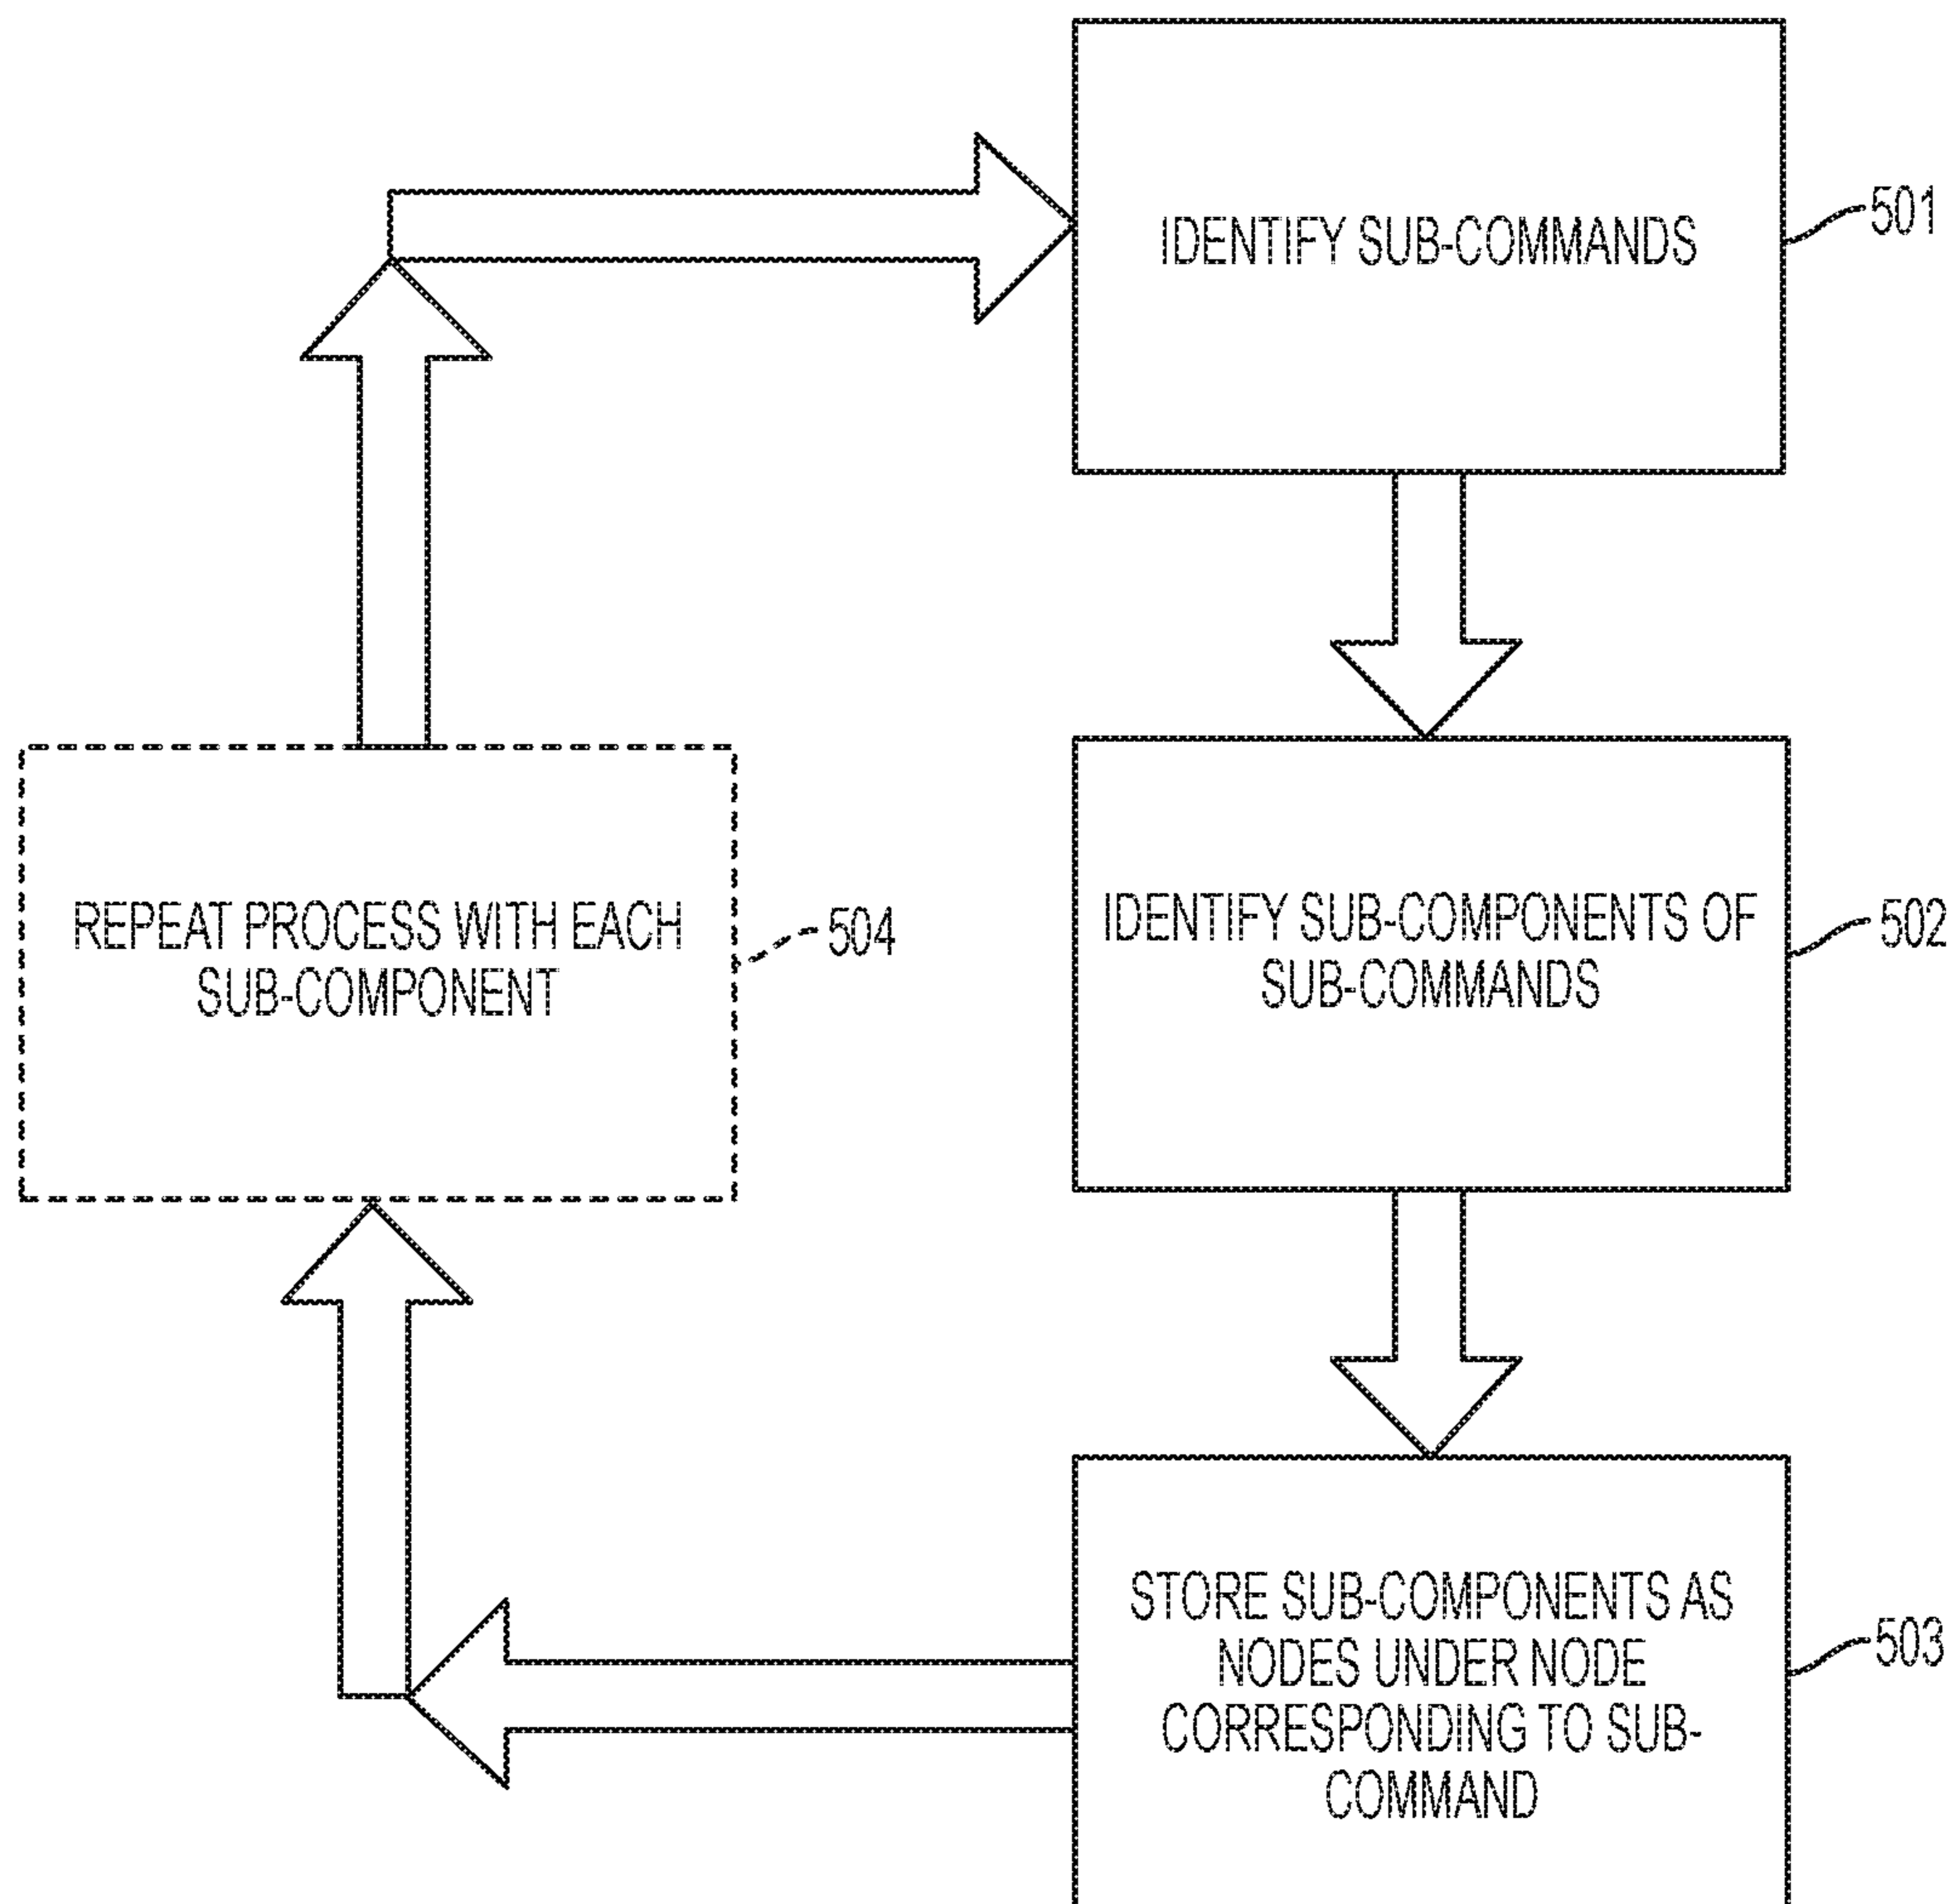 IDENTIFY SUB-COMMANDS
501
IDENTIFY SUB-COMPONENTS OF
SUB-COMMANDS
502
STORE SUB-COMPONENTS AS
NODES UNDER NODE
CORRESPONDING TO SUB-
COMMAND
503
REPEAT PROCESS WITH EACH
SUB-COMPONENT
504